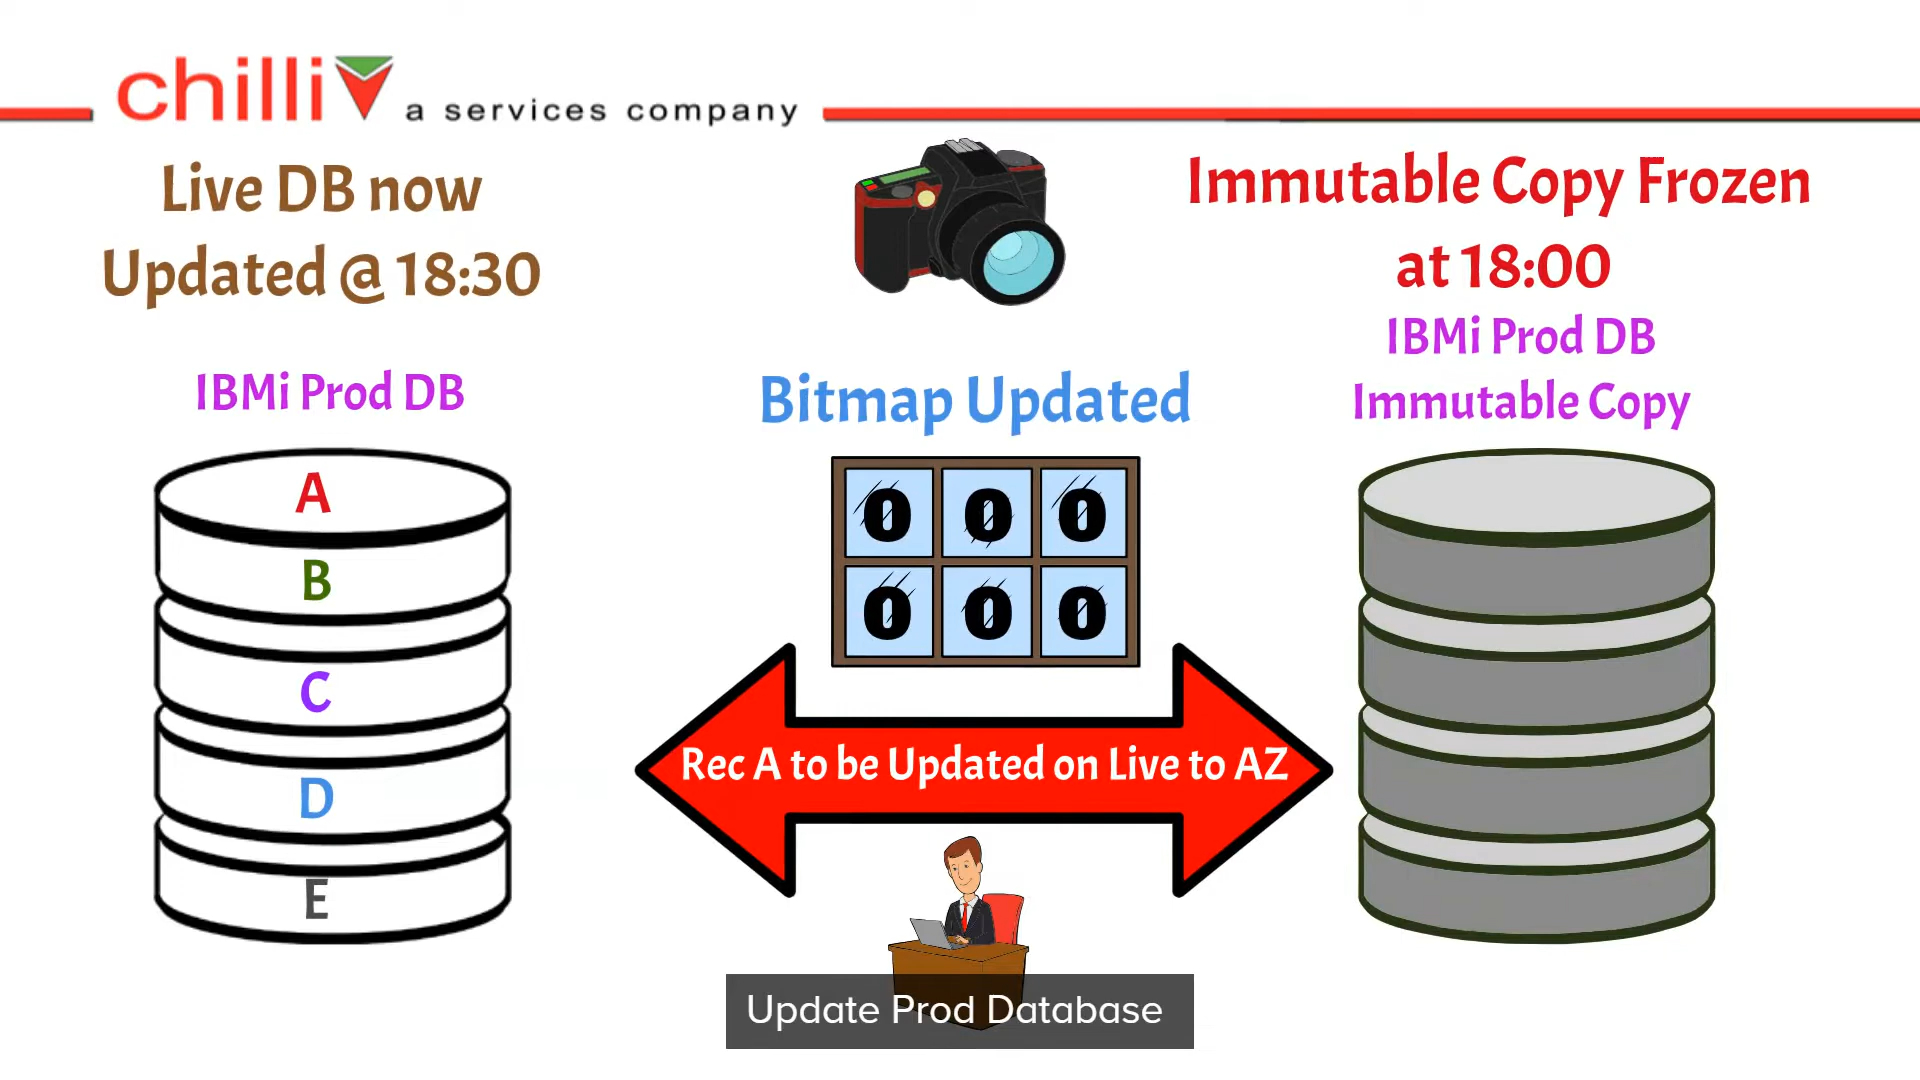 chilli
a services company
Live DB now
Updated @ 18:30
Immutable Copy Frozen
at 18:00
IBMi Prod DB
IBMi Prod DB
Immutable Copy
Bitmap Updated
A
B
C
D
E
0 0 0
0 0 0
Rec A to be Updated on Live to AZ
Update Prod Database